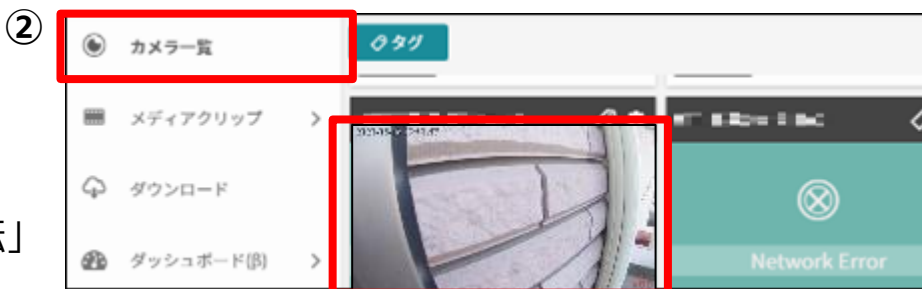 ②
カメラ一覧
タグ
メディアクリップ
ダウンロード
」
ダッシュボード(β)
Network Error